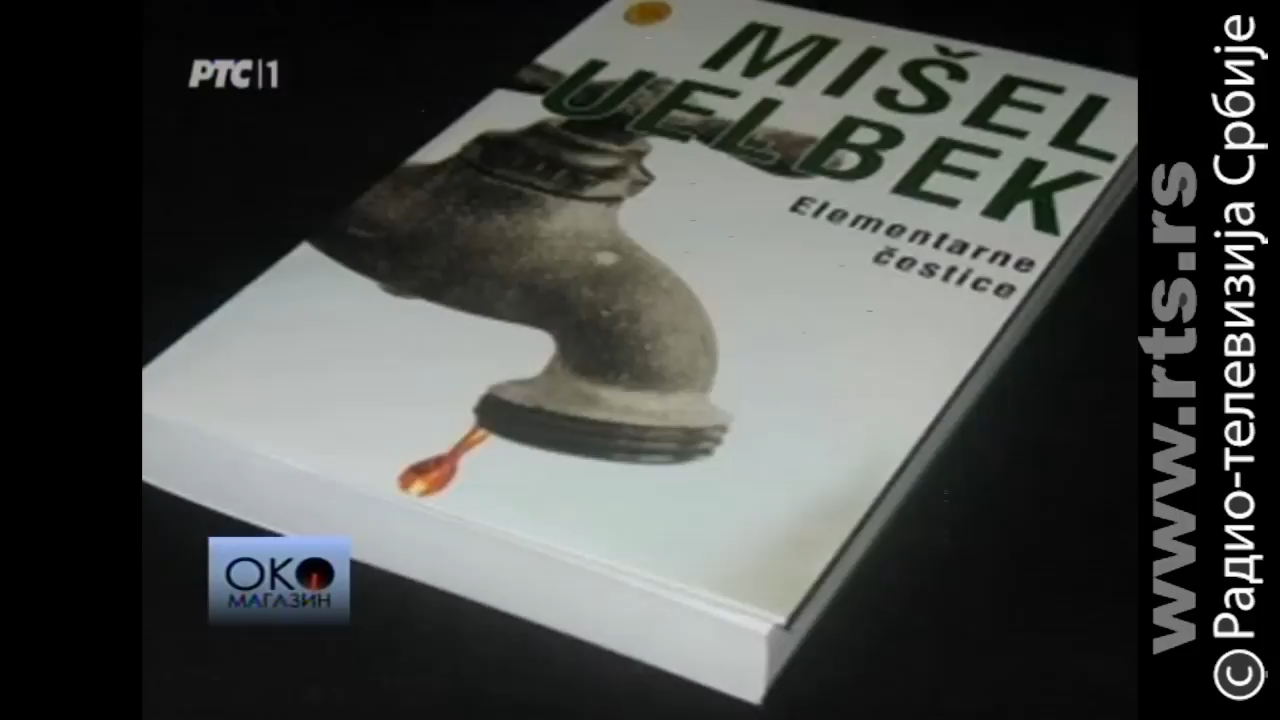 РТС|1
MIŠEL
UELBEK
Elementarne
čestice
ОКО
МАГАЗИН
www.rts.rs
© Радио-телевизија Србије